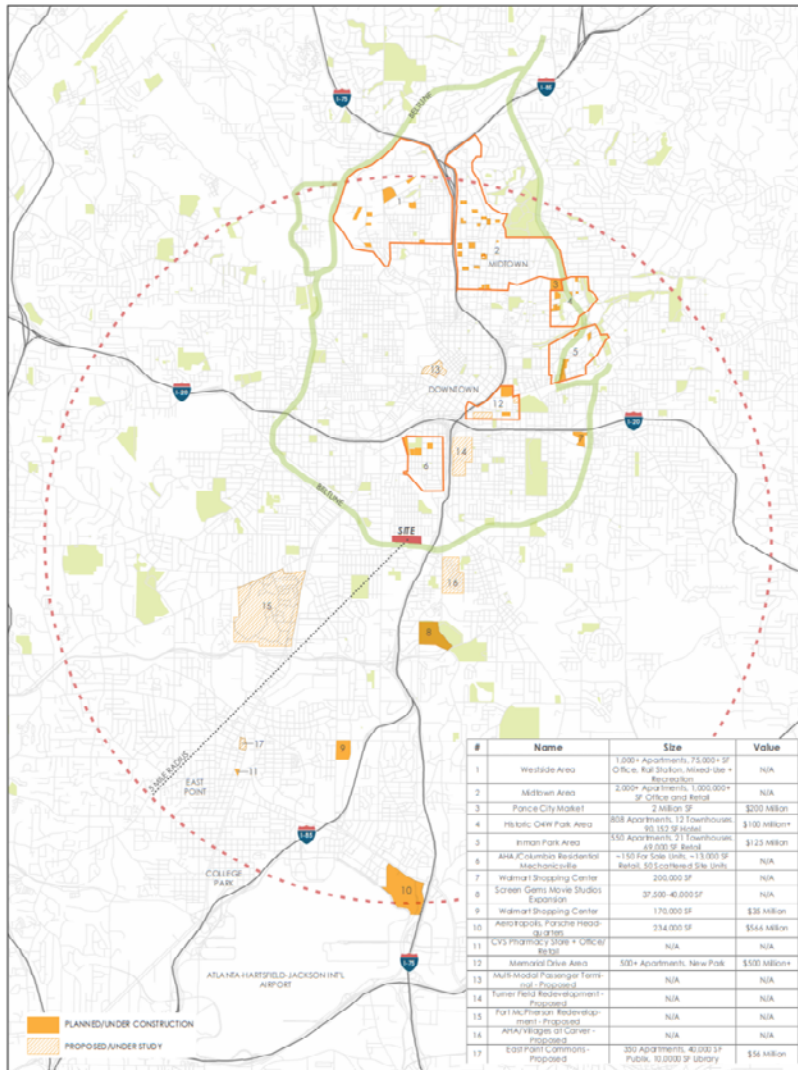 I-75
I-85
BELTLINE
1
2
MIDTOWN
3
4
5
13
DOWNTOWN
I-20
12
I-20
7
6
14
BELTLINE
SITE
16
15
8
17
9
11
5 MILE RADIUS
EAST
POINT
I-85
COLLEGE
PARK
10
I-75
ATLANTA-HARTSFIELD-JACKSON INT'L
AIRPORT
PLANNED/UNDER CONSTRUCTION
PROPOSED/UNDER STUDY
# Name Size Value
1 Westside Area 1,000+ Apartments, 75,000+ SF
Office, Rail Station, Mixed-Use +
Recreation N/A
2 Midtown Area 2,000+ Apartments, 1,000,000+
SF Office and Retail N/A
3 Ponce City Market 2 Million SF $200 Million
4 Historic O4W Park Area 808 Apartments, 12 Townhouses,
90,152 SF Hotel $100 Million+
5 Inman Park Area 550 Apartments, 21 Townhouses,
69,000 SF Retail $125 Million
6 AHA/Columbia Residential
Mechanicsville ~150 For Sale Units, ~13,000 SF
Retail, 50 Scattered Site Units N/A
7 Walmart Shopping Center 200,000 SF N/A
8 Screen Gems Movie Studios
Expansion 37,500-40,000 SF N/A
9 Walmart Shopping Center 170,000 SF $35 Million
10 Aerotropolis, Porsche Head-
quarters 234,000 SF $566 Million
11 CVS Pharmacy Store + Office/
Retail N/A N/A
12 Memorial Drive Area 500+ Apartments, New Park $300 Million+
13 Multi-Modal Passenger Termi-
nal - Proposed N/A N/A
14 Turner Field Redevelopment -
Proposed N/A N/A
15 Fort McPherson Redevelop-
ment - Proposed N/A N/A
16 AHA/Villages at Carver -
Proposed N/A N/A
17 East Point Commons -
Proposed 350 Apartments, 40,000 SF
Publix, 10,0000 SF Library $56 Million